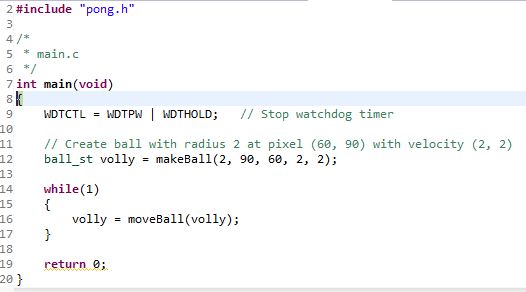 2 #include "pong.h"
3
4 /*
5  * main.c
6  */
7 int main(void)
8 {
9     WDTCTL = WDTPW | WDTHOLD;   // Stop watchdog timer
10
11     // Create ball with radius 2 at pixel (60, 90) with velocity (2, 2)
12     ball_st volly = makeBall(2, 90, 60, 2, 2);
13
14     while(1)
15     {
16         volly = moveBall(volly);
17     }
18
19     return 0;
20 }